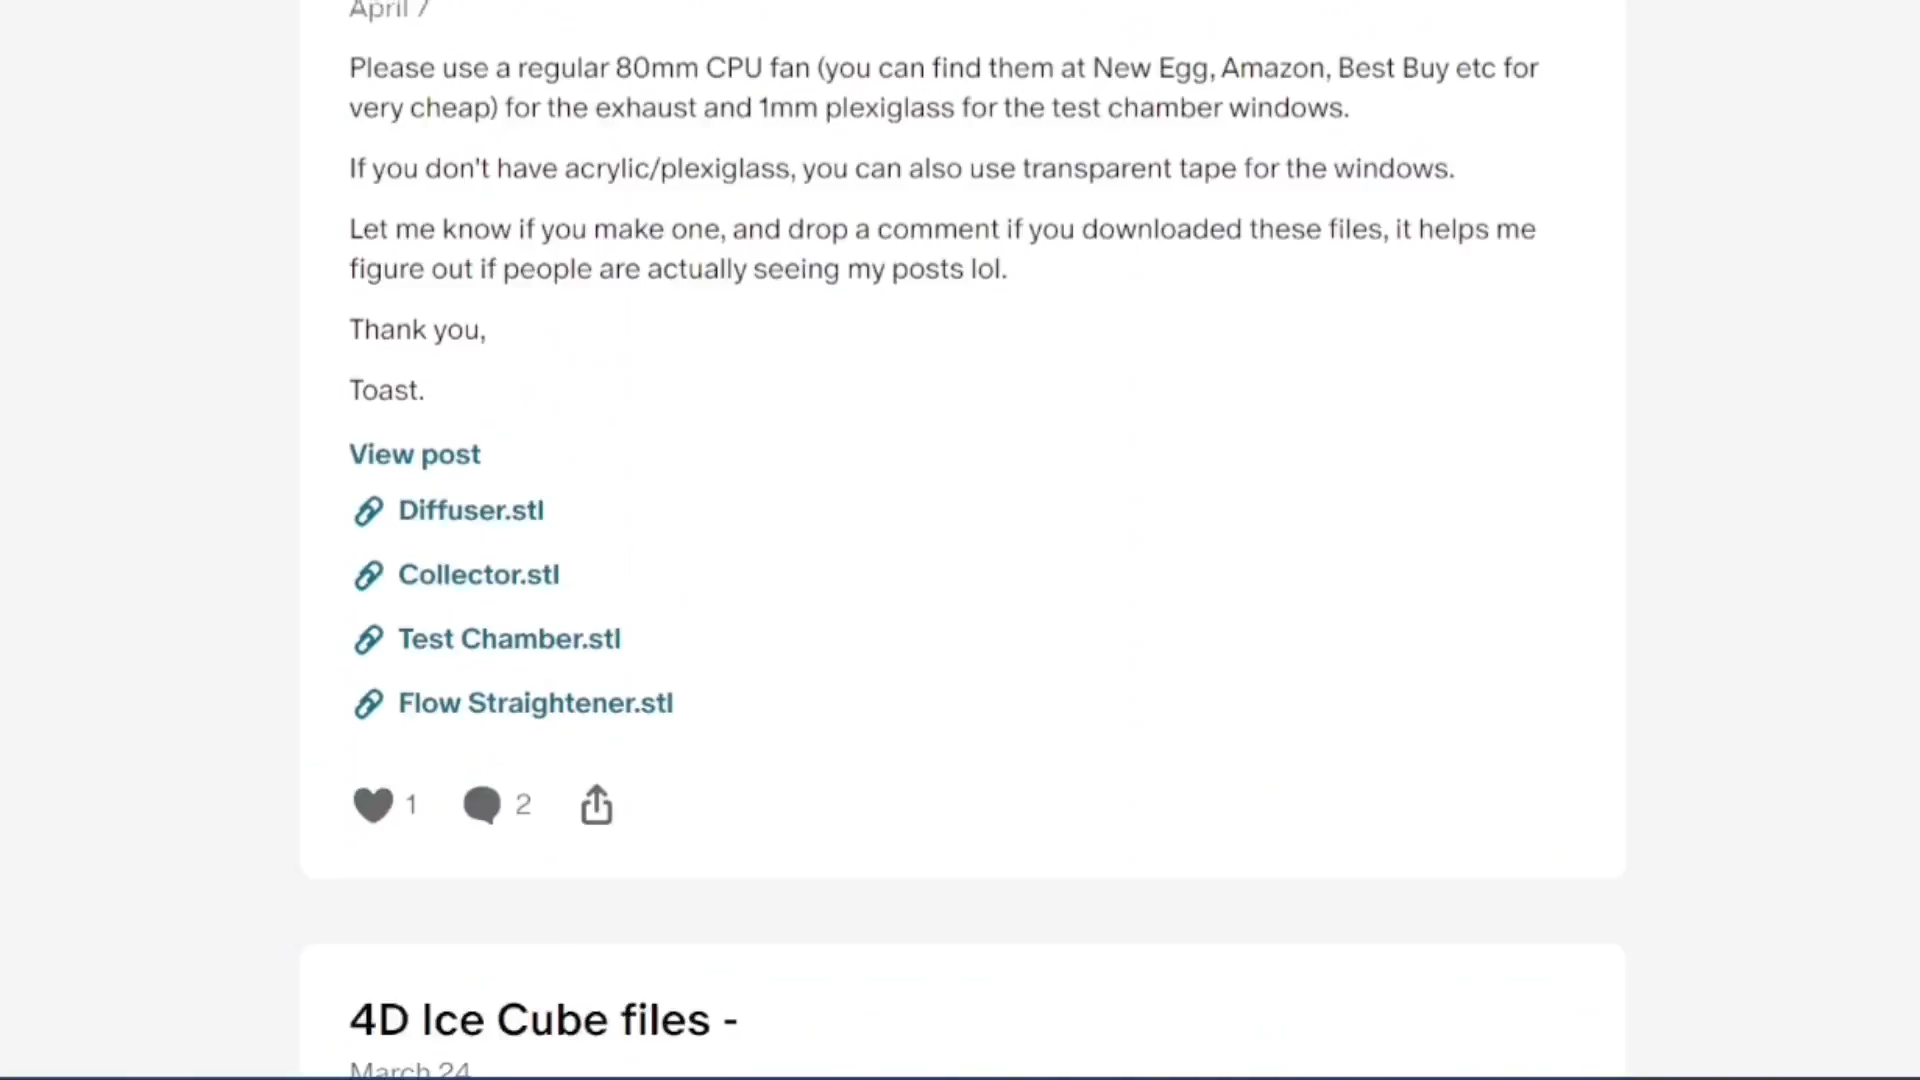 April 7
Please use a regular 80mm CPU fan (you can find them at New Egg, Amazon, Best Buy etc for
very cheap) for the exhaust and 1mm plexiglass for the test chamber windows.
If you don't have acrylic/plexiglass, you can also use transparent tape for the windows.
Let me know if you make one, and drop a comment if you downloaded these files, it helps me
figure out if people are actually seeing my posts lol.
Thank you,
Toast.
View post
Diffuser.stl
Collector.stl
Test Chamber.stl
Flow Straightener.stl
1 2
4D Ice Cube files -
March 24